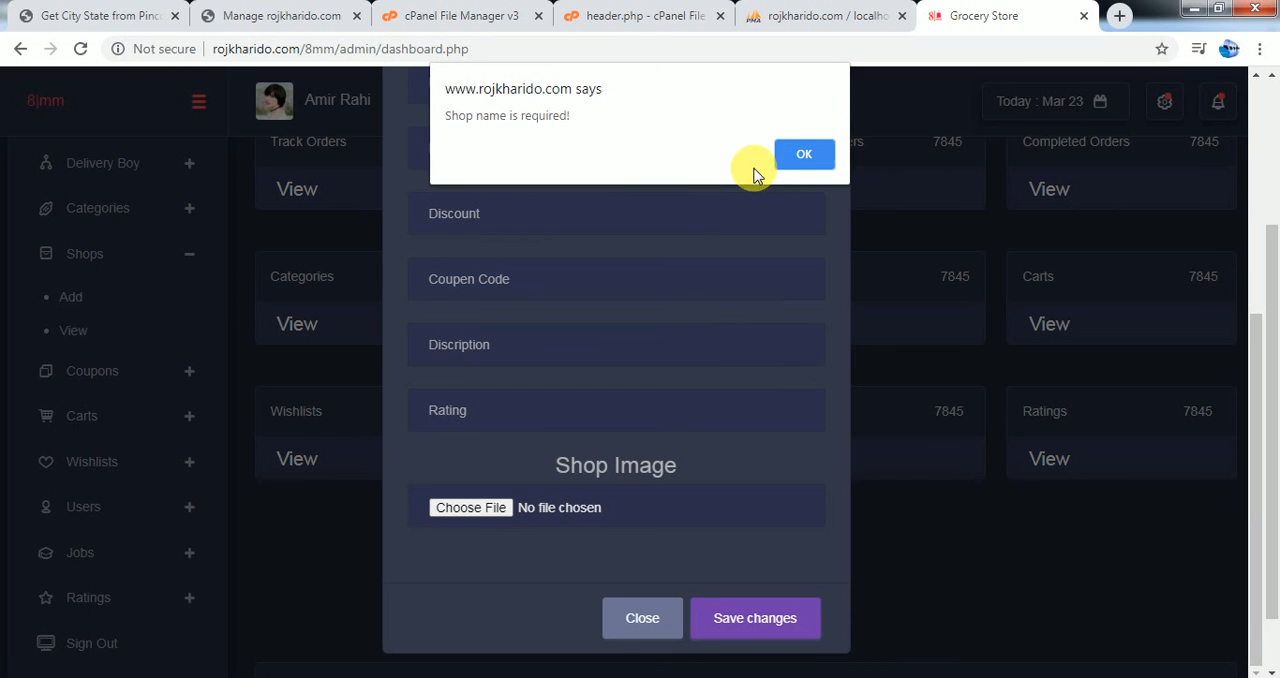 Get City State from Pinco
Manage rojkharido.com
cPanel File Manager v3
header.php - cPanel File
rojkharido.com / localho
Grocery Store
Not secure
rojkharido.com/8mm/admin/dashboard.php
www.rojkharido.com says
Shop name is required!
OK
8|mm
Amir Rahi
Today : Mar 23
Delivery Boy
Categories
Shops
Add
View
Coupons
Carts
Wishlists
Users
Jobs
Ratings
Sign Out
Track Orders
7845
Completed Orders
7845
View
View
Categories
7845
Carts
7845
View
View
Wishlists
7845
Ratings
7845
View
View
Discount
Coupen Code
Discription
Rating
Shop Image
Choose File No file chosen
Close
Save changes